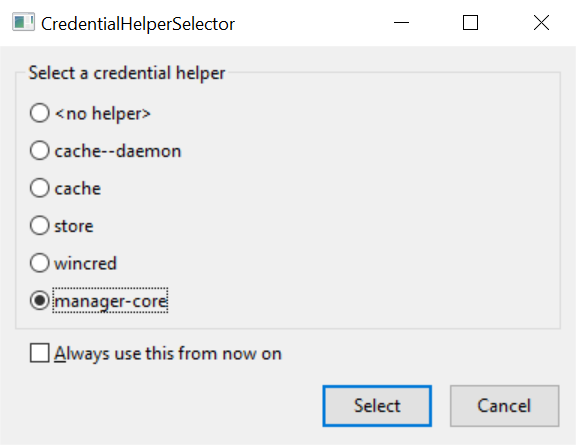 CredentialHelperSelector
Select a credential helper
<no helper>
cache--daemon
cache
store
wincred
manager-core
Always use this from now on
Select
Cancel